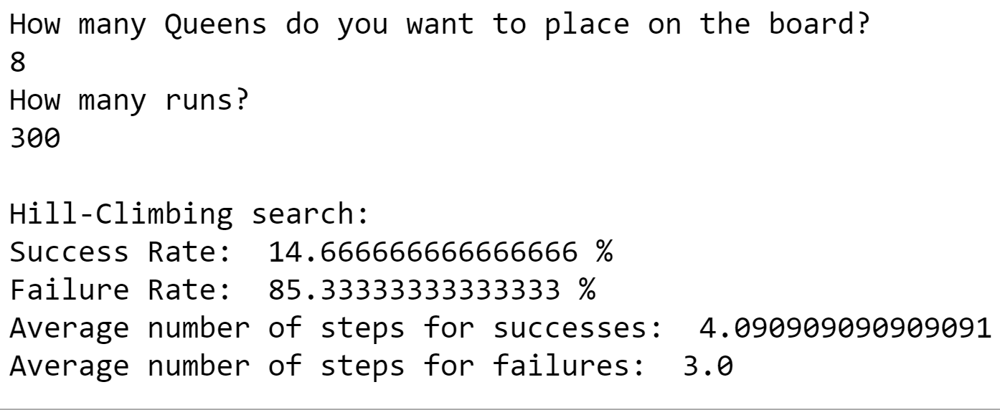 How many Queens do you want to place on the board?
8
How many runs?
300
Hill-Climbing search:
Success Rate:  14.666666666666666 %
Failure Rate:  85.33333333333333 %
Average number of steps for successes:  4.090909090909091
Average number of steps for failures:  3.0